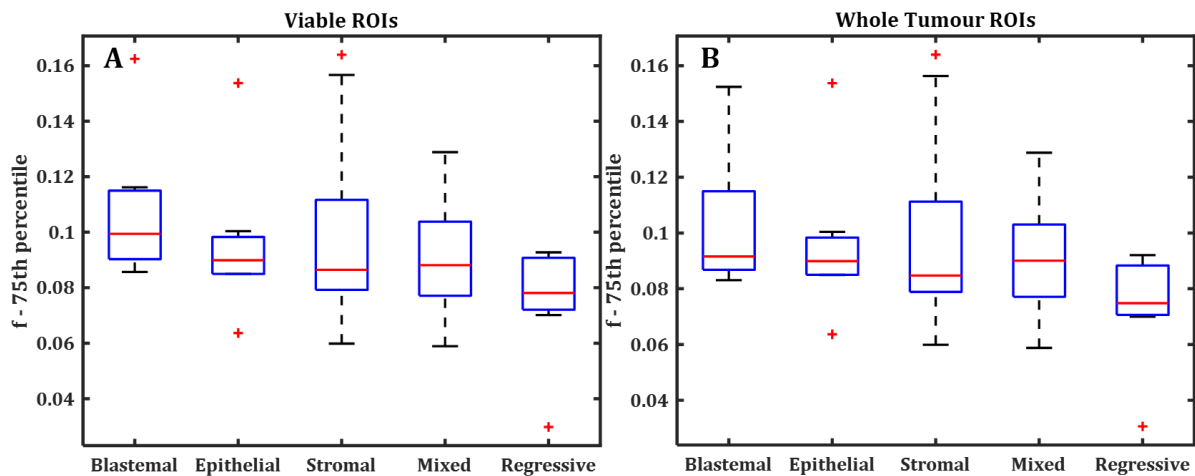 Viable ROIs
A
f - 75th percentile
0.16
0.14
0.12
0.1
0.08
0.06
0.04
Blastemal Epithelial Stromal Mixed Regressive
Whole Tumour ROIs
B
f - 75th percentile
0.16
0.14
0.12
0.1
0.08
0.06
0.04
Blastemal Epithelial Stromal Mixed Regressive